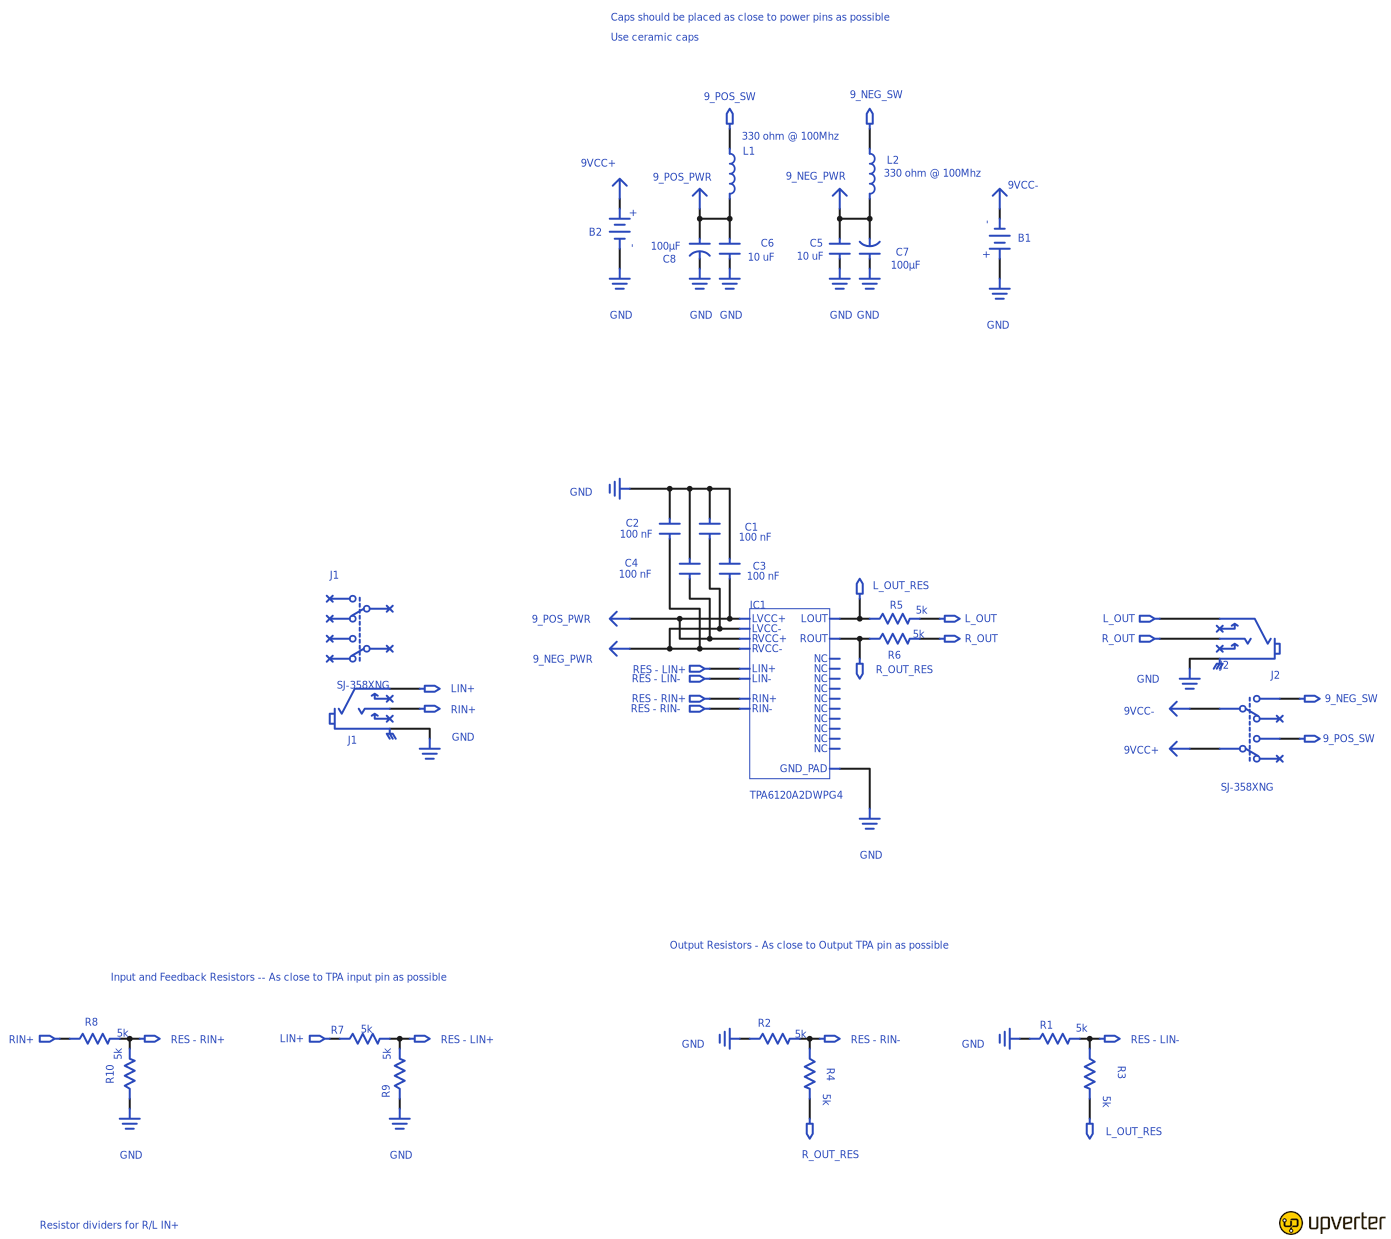 Caps should be placed as close to power pins as possible
Use ceramic caps
9_POS_SW
9_NEG_SW
330 ohm @ 100Mhz
L1
L2
330 ohm @ 100Mhz
9VCC+
9_POS_PWR
9_NEG_PWR
9VCC-
+
B2
-
100µF
C8
C6
10 uF
C5
10 uF
C7
100µF
-
B1
+
GND
GND
GND
GND
GND
GND
GND
C2
100 nF
C1
100 nF
C4
100 nF
C3
100 nF
J1
SJ-358XNG
LIN+
RIN+
J1
GND
9_POS_PWR
9_NEG_PWR
RES - LIN+
RES - LIN-
RES - RIN+
RES - RIN-
IC1
LVCC+
LVCC-
RVCC+
RVCC-
LIN+
LIN-
RIN+
RIN-
LOUT
ROUT
NC
NC
NC
NC
NC
NC
NC
NC
NC
NC
GND_PAD
TPA6120A2DWPG4
L_OUT_RES
R5
5k
L_OUT
5k
R_OUT
R6
R_OUT_RES
GND
L_OUT
R_OUT
GND
J2
J2
9VCC-
9_NEG_SW
9VCC+
9_POS_SW
SJ-358XNG
Output Resistors - As close to Output TPA pin as possible
Input and Feedback Resistors -- As close to TPA input pin as possible
RIN+
R8
5k
RES - RIN+
5k
R10
GND
LIN+
R7
5k
RES - LIN+
5k
R9
GND
GND
R2
5k
RES - RIN-
R4
5k
R_OUT_RES
GND
R1
5k
RES - LIN-
R3
5k
L_OUT_RES
Resistor dividers for R/L IN+
upverter